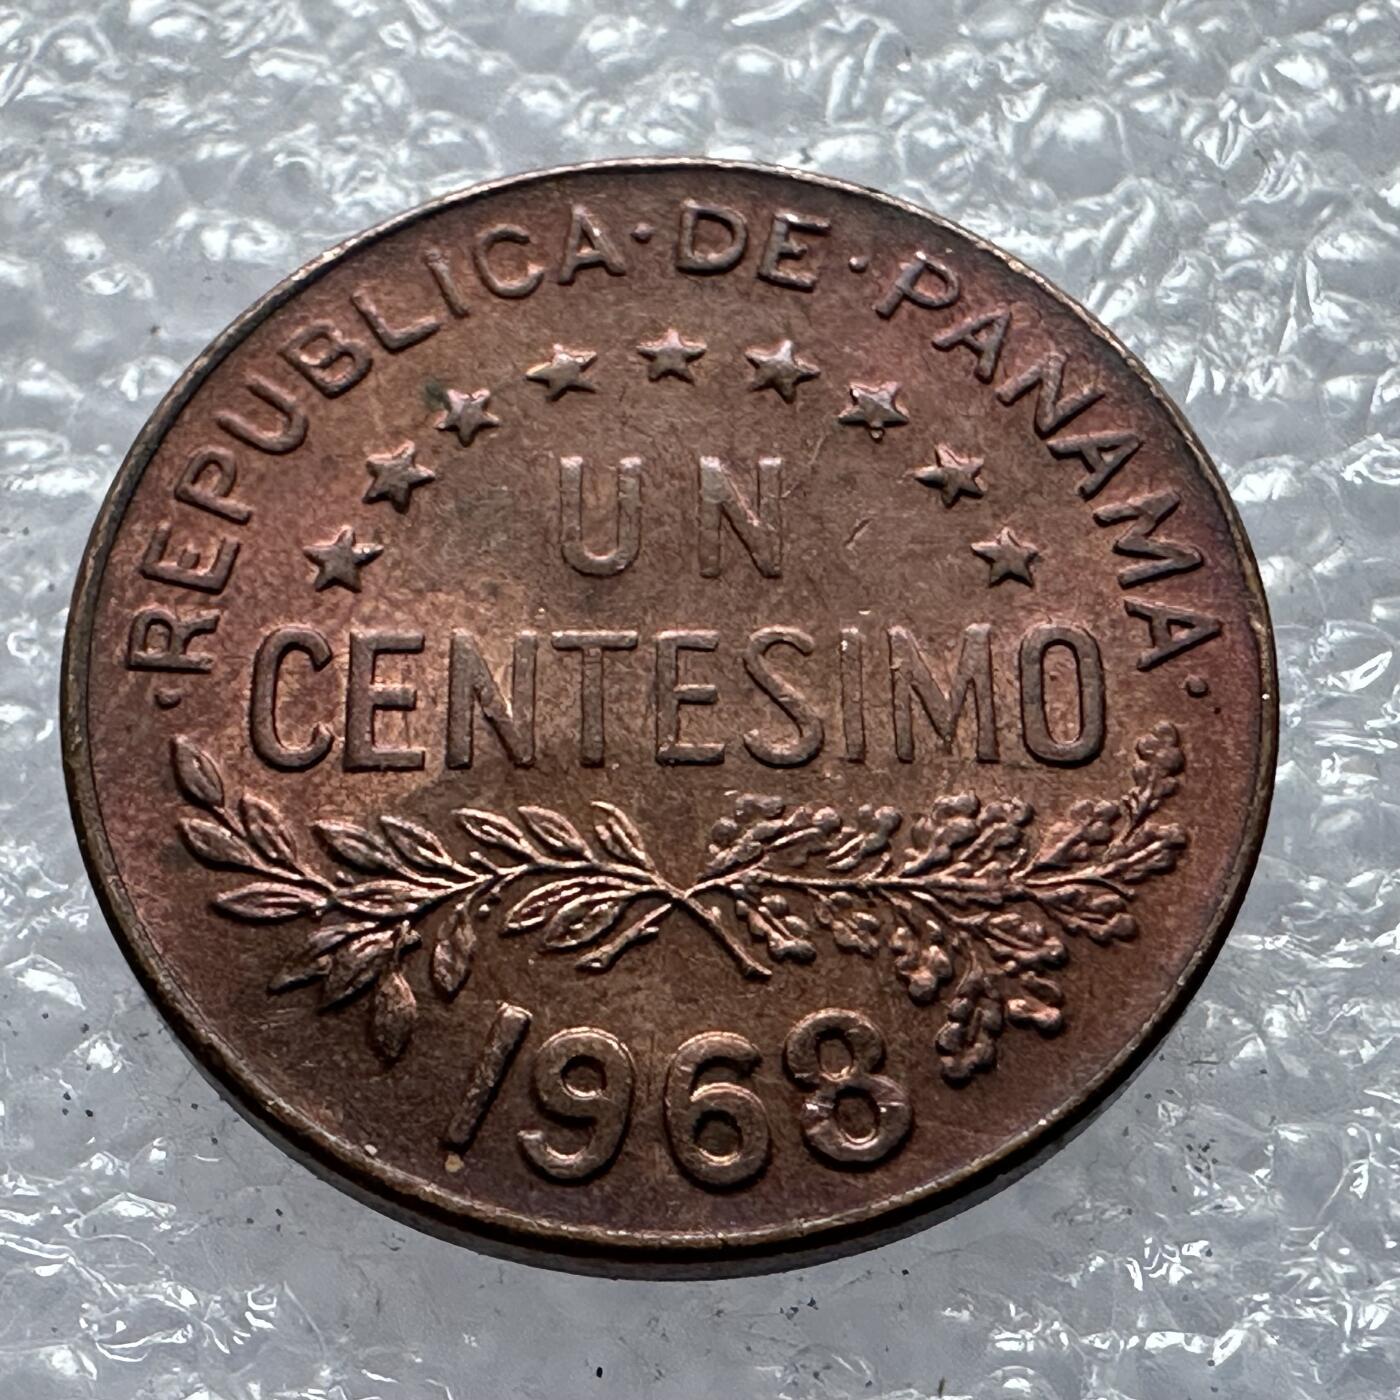 ·REPUBLICA·DE·PANAMA·
UN
CENTESIMO
1968